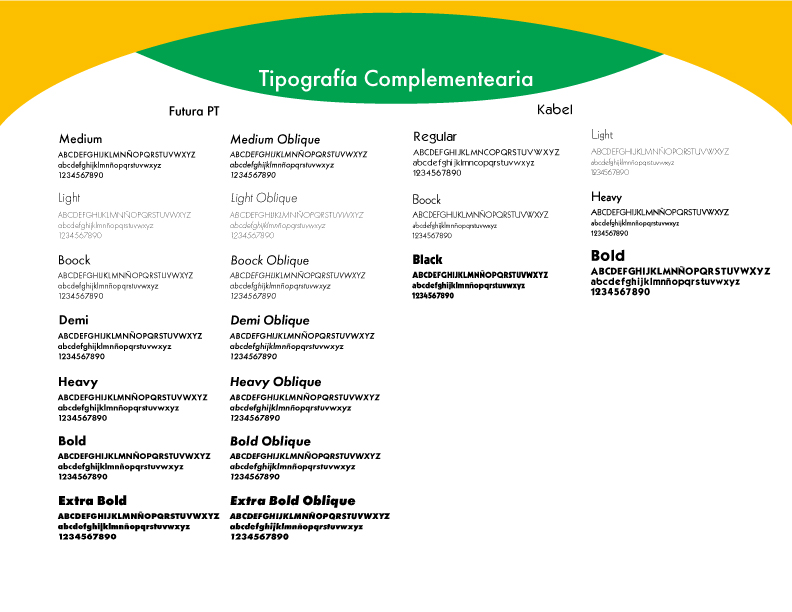 Tipografía Complementearia
Futura PT
Medium
ABCDEFGHIJKLMNÑOPQRSTUVWXYZ
abcdefghijklmnñopqrstuvwxyz
1234567890
Light
ABCDEFGHIJKLMNÑOPQRSTUVWXYZ
abcdefghijklmnñopqrstuvwxyz
1234567890
Boock
ABCDEFGHIJKLMNÑOPQRSTUVWXYZ
abcdefghijklmnñopqrstuvwxyz
1234567890
Demi
ABCDEFGHIJKLMNÑOPQRSTUVWXYZ
abcdefghijklmnñopqrstuvwxyz
1234567890
Heavy
ABCDEFGHIJKLMNÑOPQRSTUVWXYZ
abcdefghijklmnñopqrstuvwxyz
1234567890
Bold
ABCDEFGHIJKLMNÑOPQRSTUVWXYZ
abcdefghijklmnñopqrstuvwxyz
1234567890
Extra Bold
ABCDEFGHIJKLMNÑOPQRSTUVWXYZ
abcdefghijklmnñopqrstuvwxyz
1234567890
Medium Oblique
ABCDEFGHIJKLMNÑOPQRSTUVWXYZ
abcdefghijklmnñopqrstuvwxyz
1234567890
Light Oblique
ABCDEFGHIJKLMNÑOPQRSTUVWXYZ
abcdefghijklmnñopqrstuvwxyz
1234567890
Boock Oblique
ABCDEFGHIJKLMNÑOPQRSTUVWXYZ
abcdefghijklmnñopqrstuvwxyz
1234567890
Demi Oblique
ABCDEFGHIJKLMNÑOPQRSTUVWXYZ
abcdefghijklmnñopqrstuvwxyz
1234567890
Heavy Oblique
ABCDEFGHIJKLMNÑOPQRSTUVWXYZ
abcdefghijklmnñopqrstuvwxyz
1234567890
Bold Oblique
ABCDEFGHIJKLMNÑOPQRSTUVWXYZ
abcdefghijklmnñopqrstuvwxyz
1234567890
Extra Bold Oblique
ABCDEFGHIJKLMNÑOPQRSTUVWXYZ
abcdefghijklmnñopqrstuvwxyz
1234567890
Kabel
Regular
ABCDEFGHIJKLMNCOPQRSTUVWXYZ
abcdefghijklmncopqrstuvwxyz
1234567890
Boock
ABCDEFGHIJKLMNÑOPQRSTUVWXYZ
abcdefghijklmnñopqrstuvwxyz
1234567890
Black
ABCDEFGHIJKLMNÑOPQRSTUVWXYZ
abcdefghijklmnñopqrstuvwxyz
1234567890
Light
ABCDEFGHIJKLMNÑOPQRSTUVWXYZ
abcdefghijklmnñopqrstuvwxyz
1234567890
Heavy
ABCDEFGHIJKLMNÑOPQRSTUVWXYZ
abcdefghijklmnñopqrstuvwxyz
1234567890
Bold
ABCDEFGHIJKLMNÑOPQRSTUVWXYZ
abcdefghijklmnñopqrstuvwxyz
1234567890